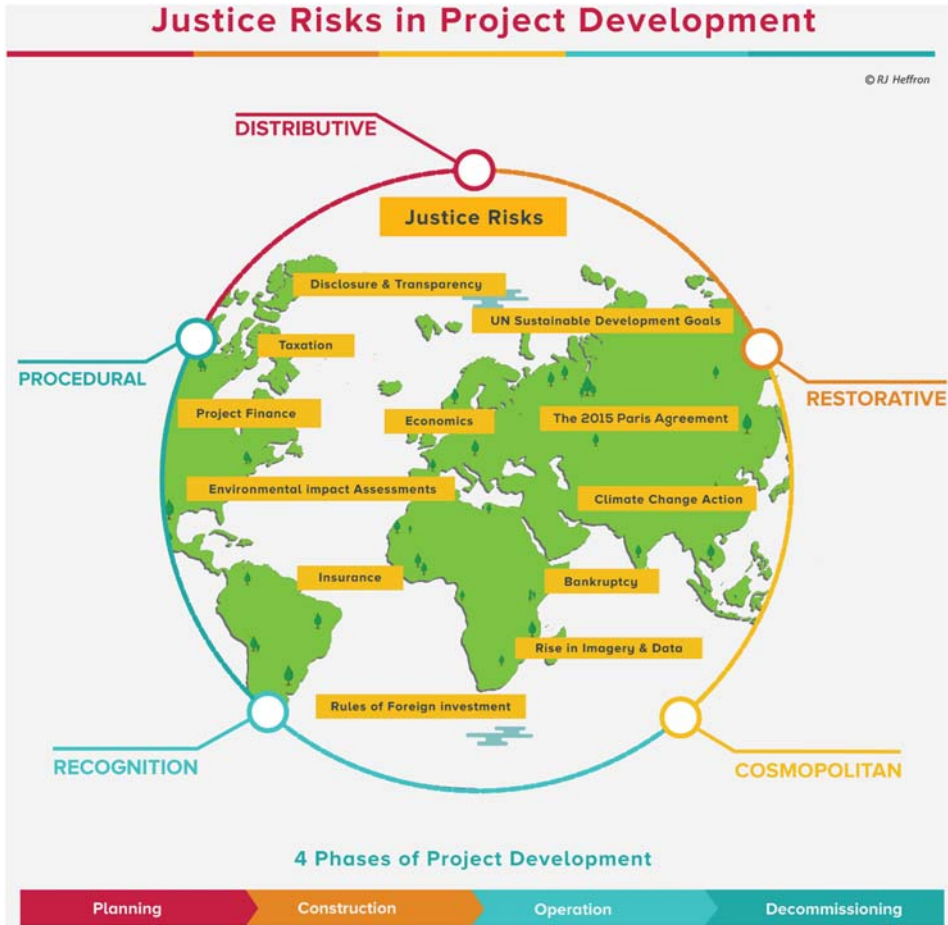 Justice Risks in Project Development
© RJ Heffron
DISTRIBUTIVE
Justice Risks
Disclosure & Transparency
UN Sustainable Development Goals
Taxation
PROCEDURAL
RESTORATIVE
Project Finance
Economics
The 2015 Paris Agreement
Environmental impact Assessments
Climate Change Action
Insurance
Bankruptcy
Rise in Imagery & Data
Rules of Foreign investment
RECOGNITION
COSMOPOLITAN
4 Phases of Project Development
Planning
Construction
Operation
Decommissioning